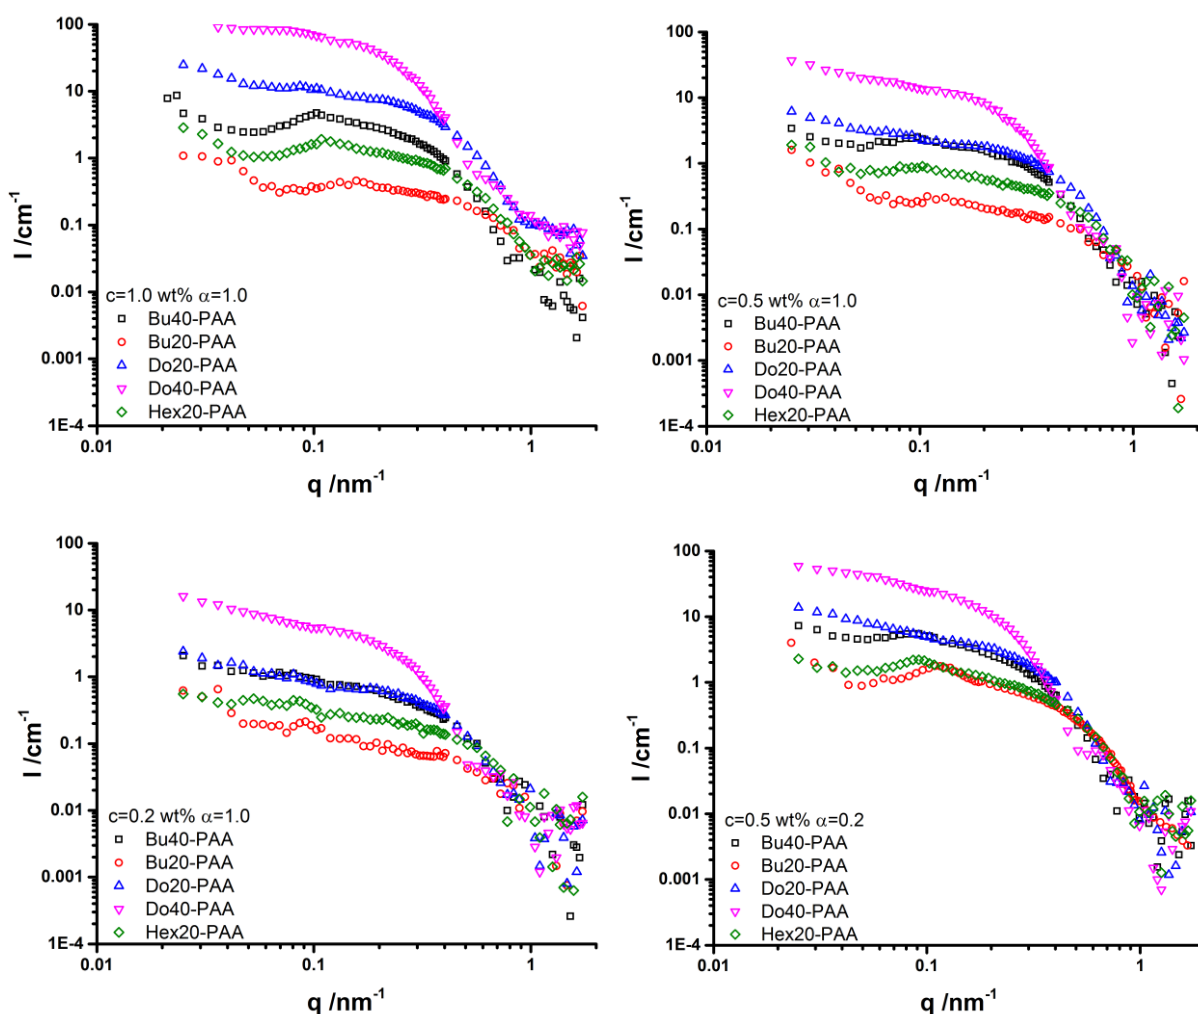 100
10
1
0.1
0.01
0.001
1E-4
I /cm-1
c=1.0 wt% α=1.0
Bu40-PAA
Bu20-PAA
Do20-PAA
Do40-PAA
Hex20-PAA
0.01 0.1 1
q /nm-1
100
10
1
0.1
0.01
0.001
1E-4
I /cm-1
c=0.5 wt% α=1.0
Bu40-PAA
Bu20-PAA
Do20-PAA
Do40-PAA
Hex20-PAA
0.01 0.1 1
q /nm-1
100
10
1
0.1
0.01
0.001
1E-4
I /cm-1
c=0.2 wt% α=1.0
Bu40-PAA
Bu20-PAA
Do20-PAA
Do40-PAA
Hex20-PAA
0.01 0.1 1
q /nm-1
100
10
1
0.1
0.01
0.001
1E-4
I /cm-1
c=0.5 wt% α=0.2
Bu40-PAA
Bu20-PAA
Do20-PAA
Do40-PAA
Hex20-PAA
0.01 0.1 1
q /nm-1